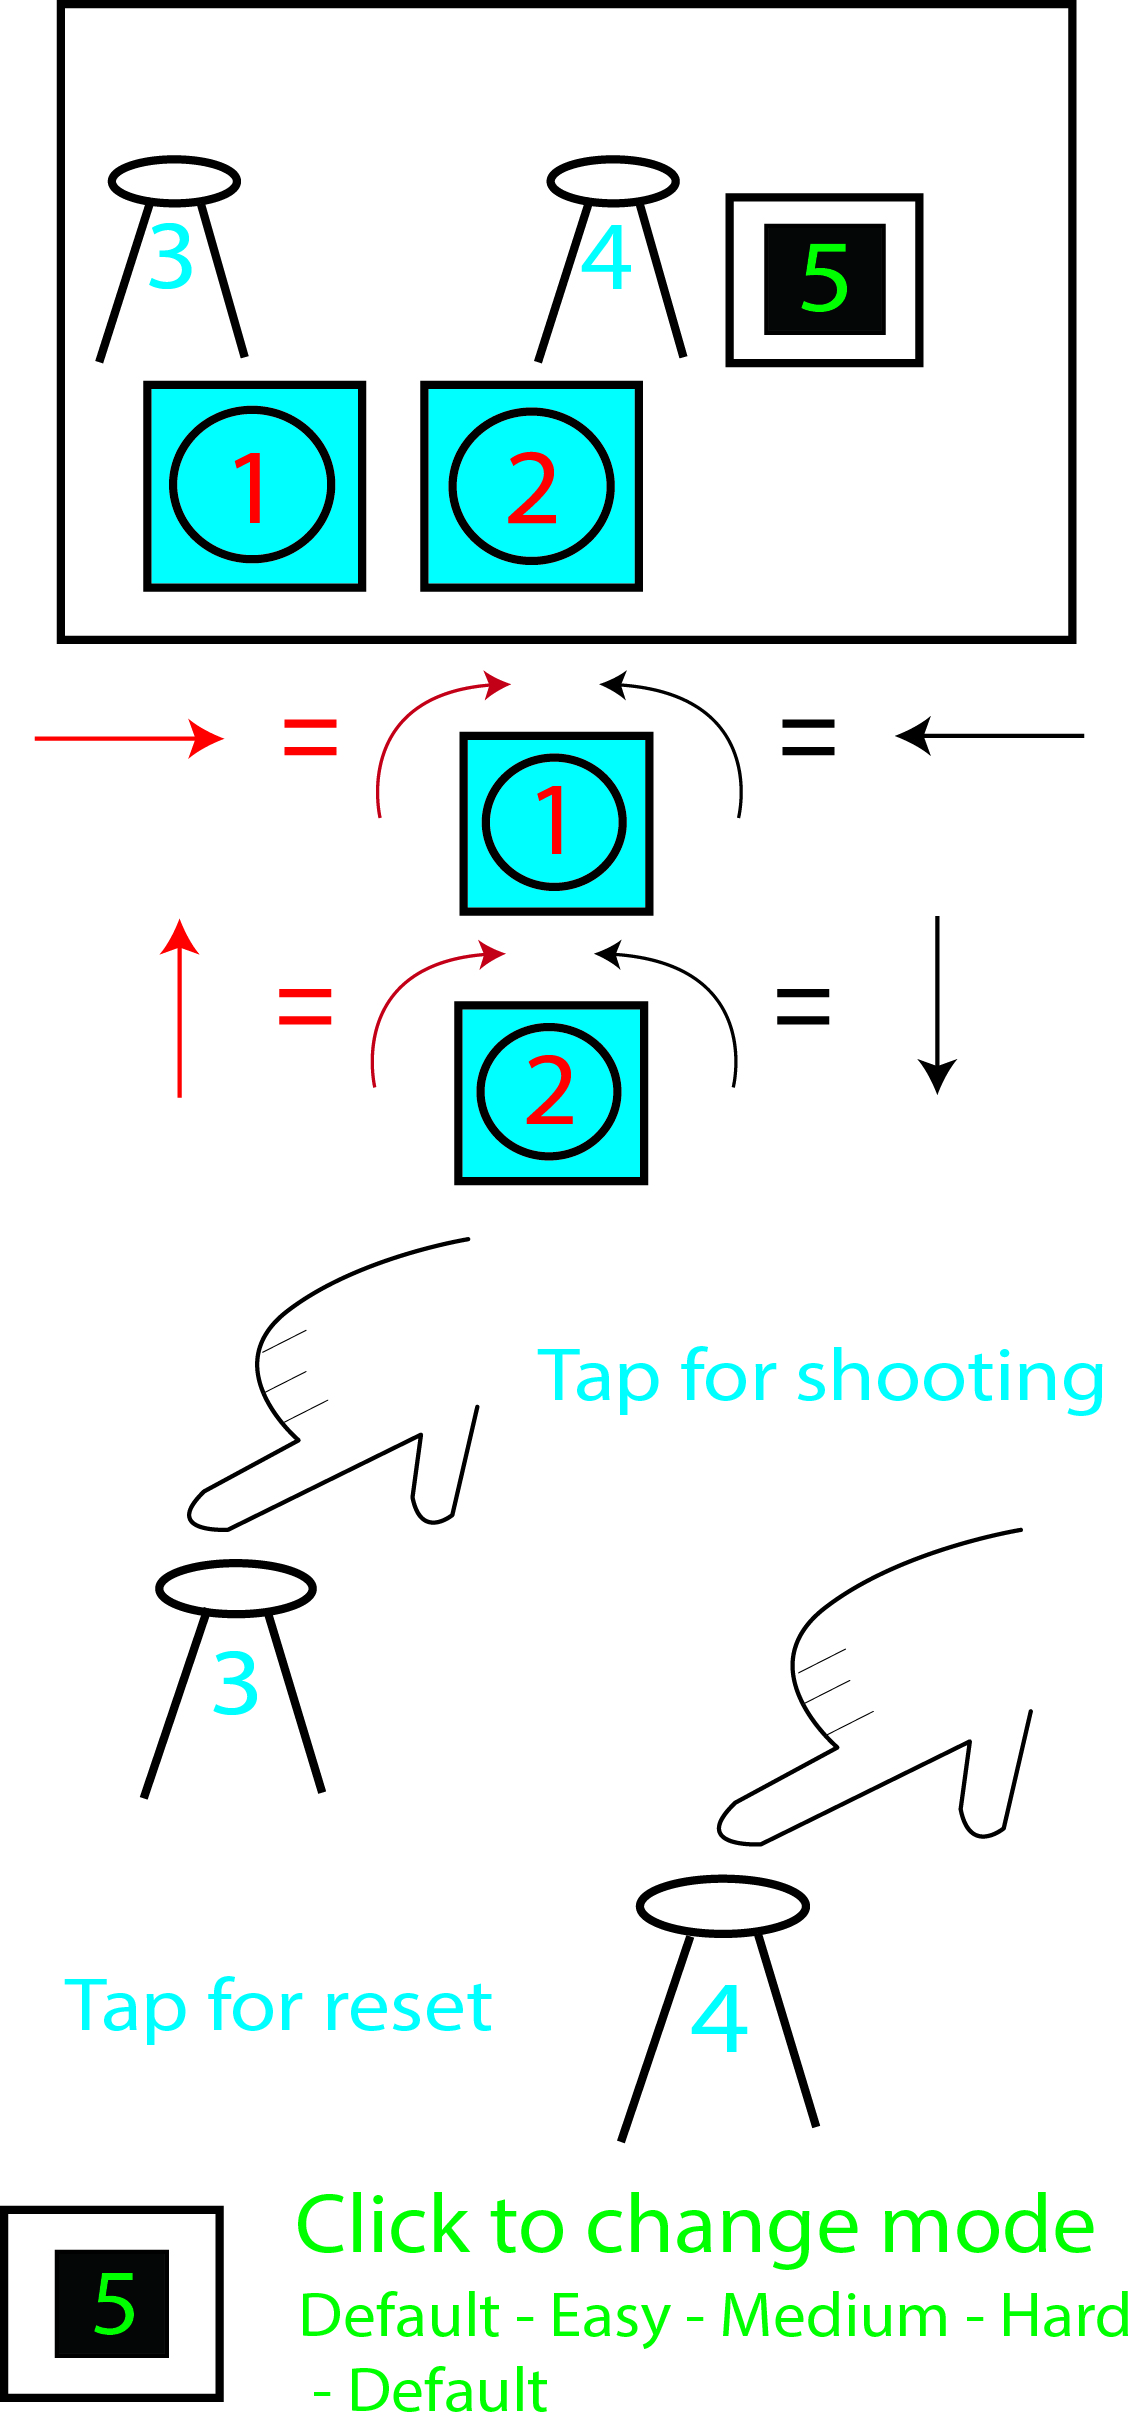 3
4
5
1
2
=
=
1
=
=
2
Tap for shooting
3
Tap for reset
4
5
Click to change mode
Default - Easy - Medium - Hard
- Default